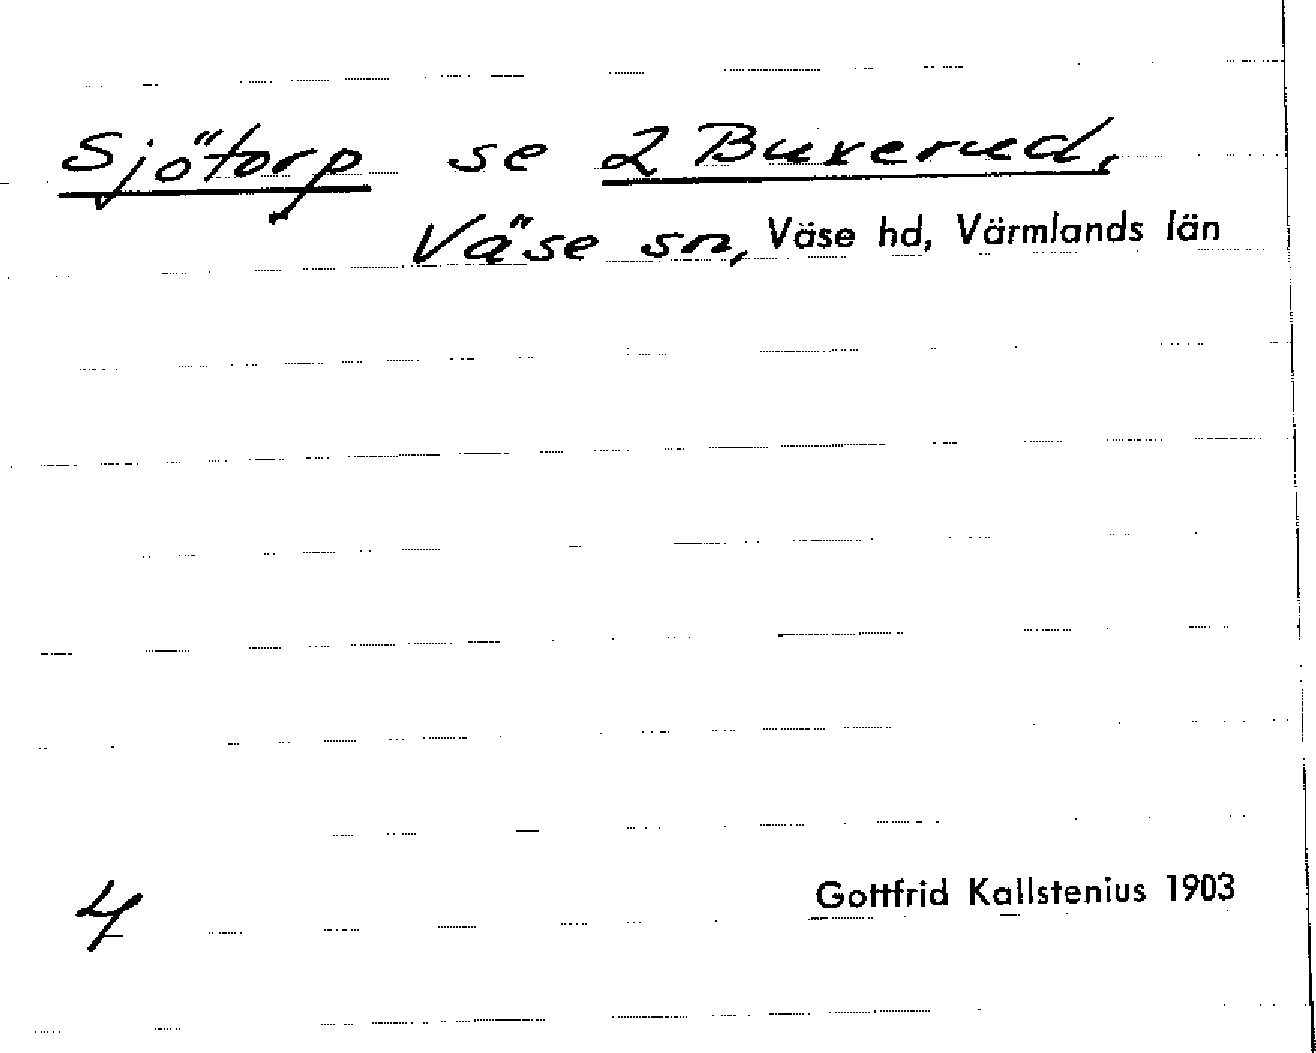 Sjötorp se 2 Buxerud,
Väse sn, Väse hd, Värmlands län
4
Gottfrid Kallstenius 1903